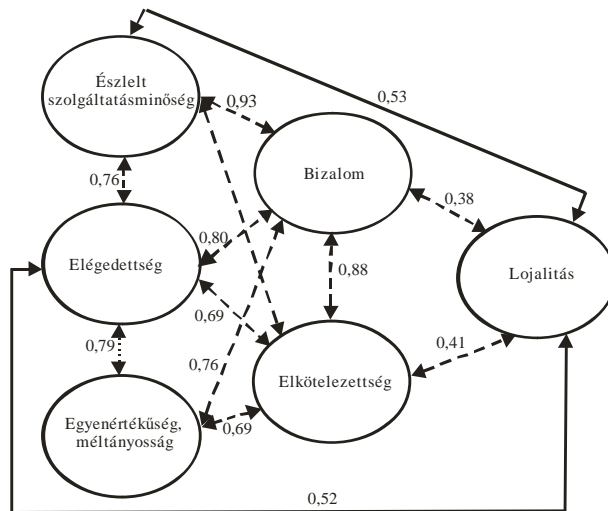 Észlelt
szolgáltatásminőség
0,93
0,53
Bizalom
0,76
0,38
0,80
Elégedettség
Lojalitás
0,88
0,69
0,79
0,76
0,41
Elkötelezettség
Egyenértékűség,
méltányosság
0,69
0,52